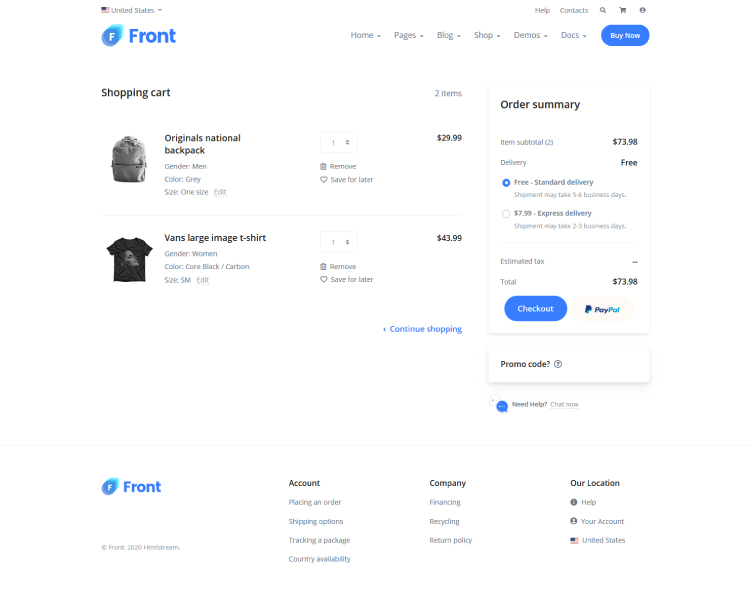 United States
Help Contacts
Front
Home Pages Blog Shop Demos Docs Buy Now
Shopping cart 2 items
Originals national
backpack
Gender: Men
Color: Grey
Size: One size Edit
1
Remove
Save for later
$29.99
Vans large image t-shirt
Gender: Women
Color: Core Black / Carbon
Size: SM Edit
1
Remove
Save for later
$43.99
Continue shopping
Order summary
Item subtotal (2) $73.98
Delivery Free
Free - Standard delivery
Shipment may take 5-6 business days.
$7.99 - Express delivery
Shipment may take 2-3 business days.
Estimated tax --
Total $73.98
Checkout PayPal
Promo code?
Need Help? Chat now
Front
© Front. 2020 Htmlstream.
Account
Placing an order
Shipping options
Tracking a package
Country availability
Company
Financing
Recycling
Return policy
Our Location
Help
Your Account
United States